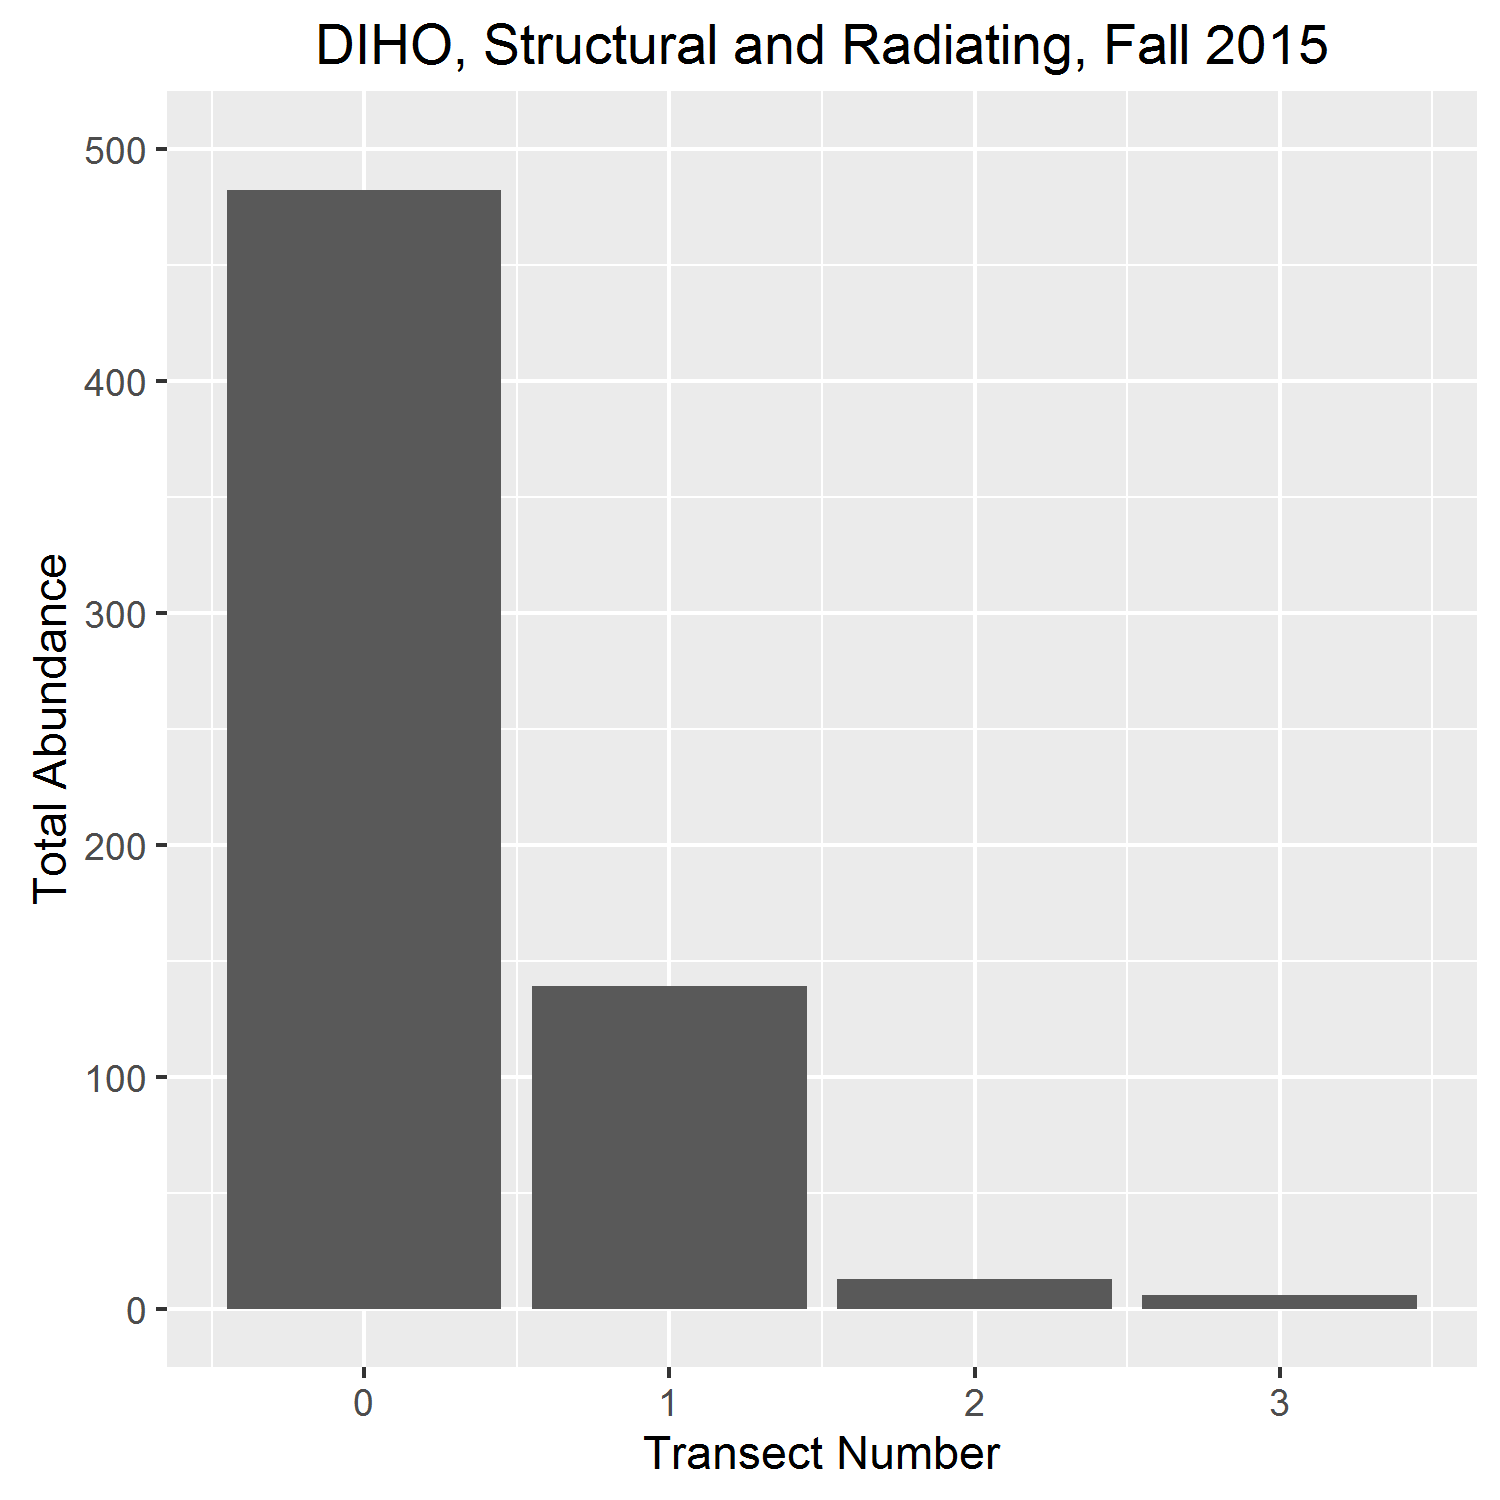 DIHO, Structural and Radiating, Fall 2015
500
400
300
200
100
0
Total Abundance
0 1 2 3
Transect Number